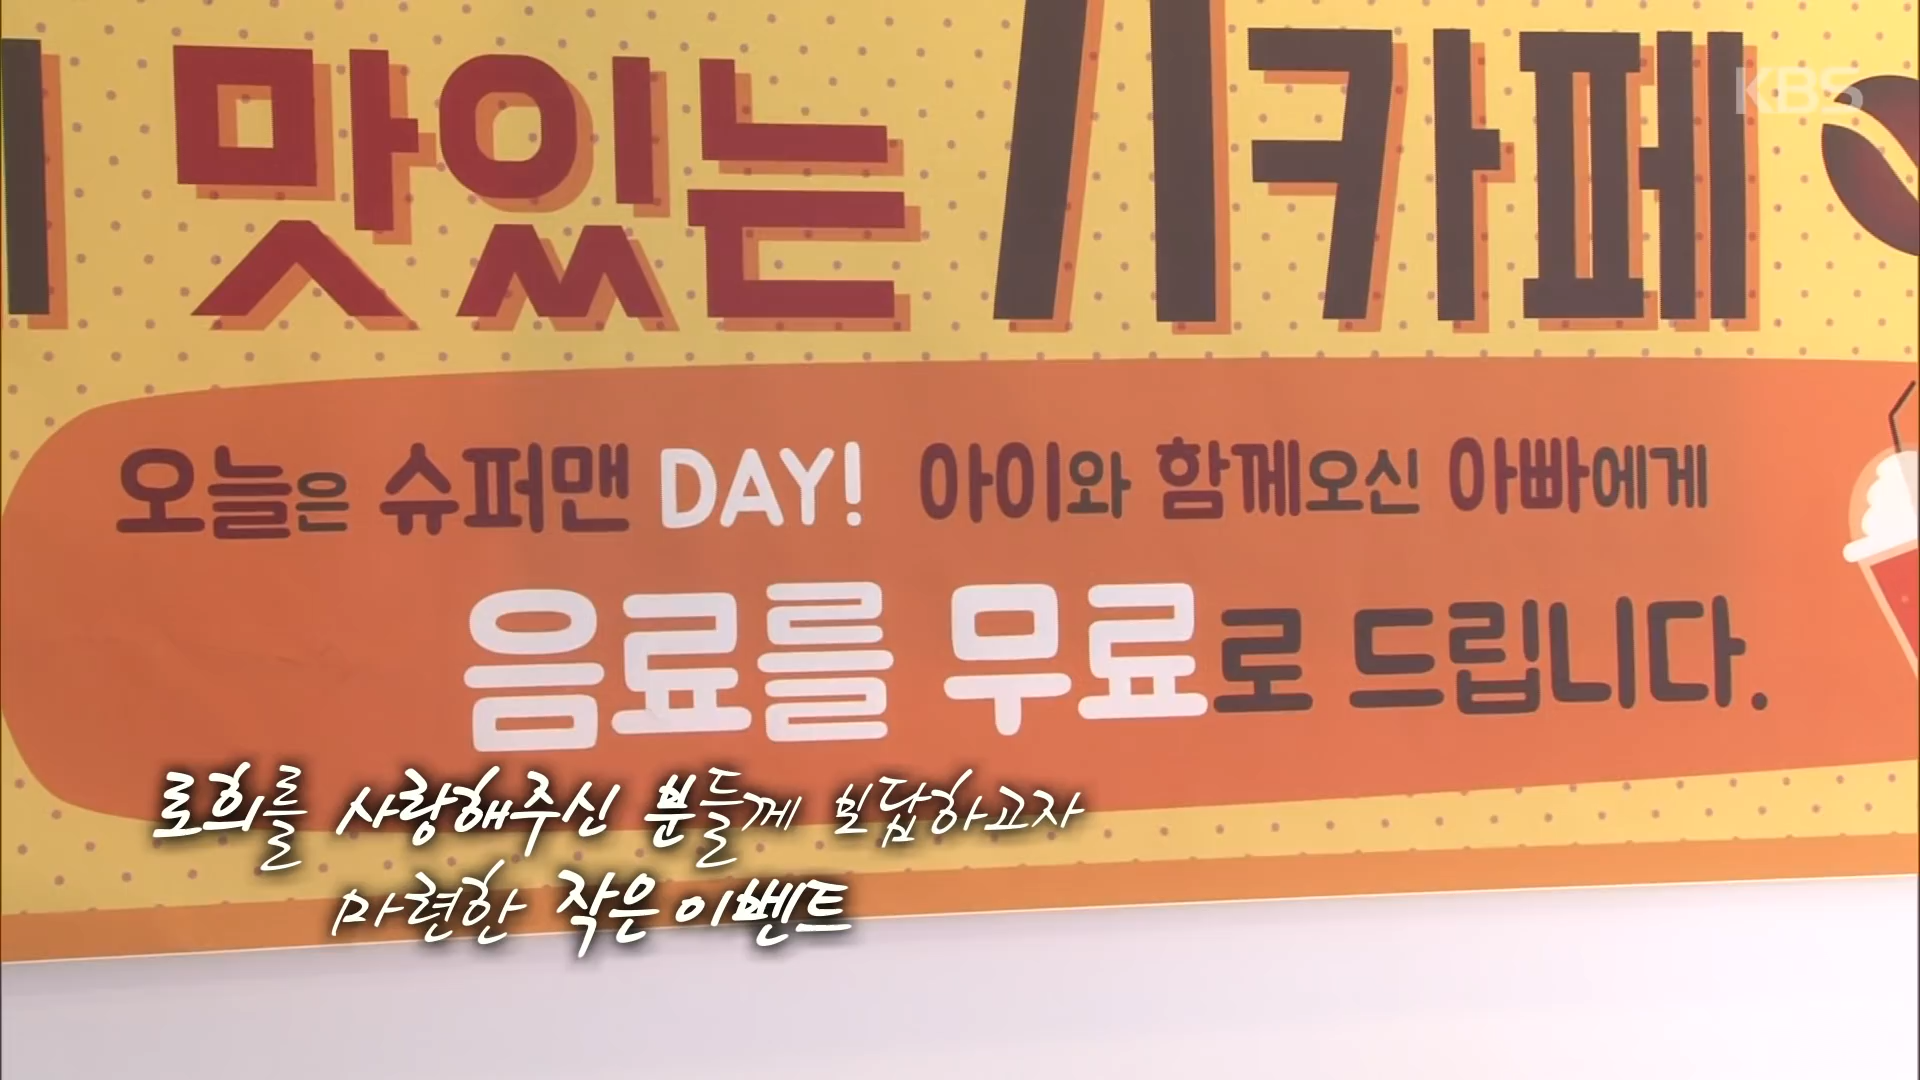 맛있는 카페
KBS
오늘은 슈퍼맨 DAY! 아이와 함께오신 아빠에게
음료를 무료로 드립니다.
로희를 사랑해주신 분들께 보답하고자
마련한 작은 이벤트